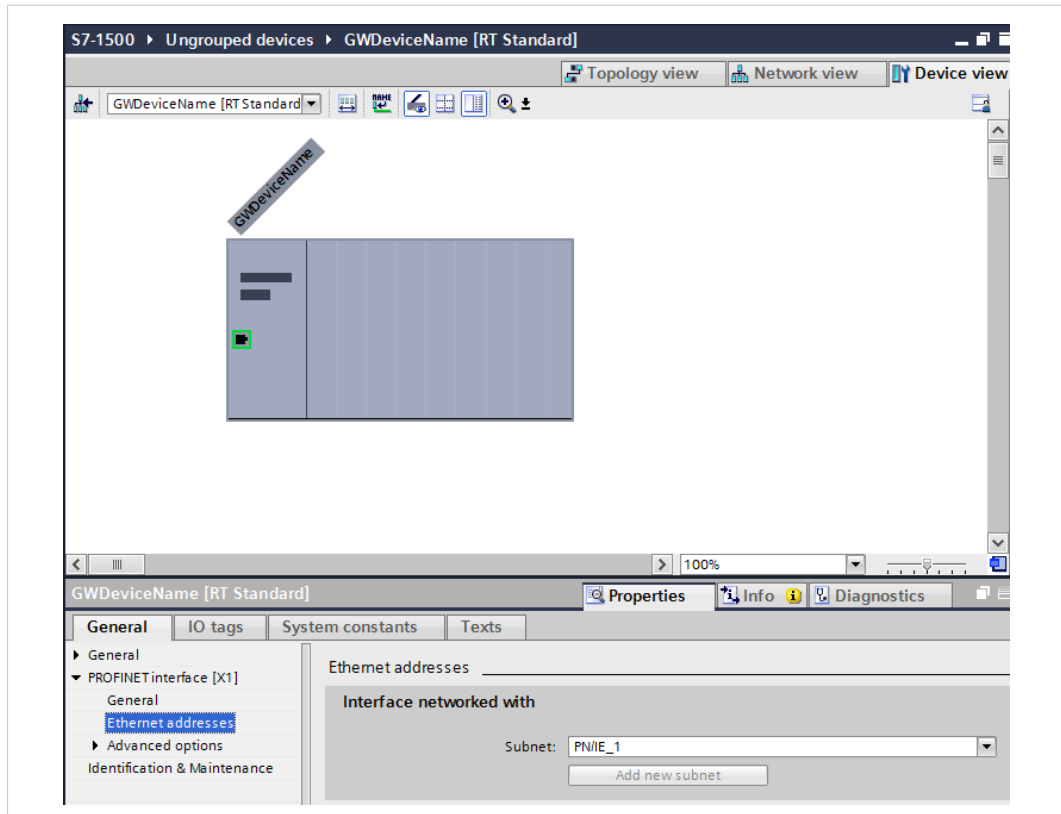 S7-1500 ▸ Ungrouped devices ▸ GWDeviceName [RT Standard]
Topology view Network view Device view
GWDeviceName [RT Standard NAME
GWDeviceName
100%
GWDeviceName [RT Standard] Properties Info Diagnostics
General IO tags System constants Texts
General
PROFINET interface [X1]
General
Ethernet addresses
Advanced options
Identification & Maintenance
Ethernet addresses
Interface networked with
Subnet: PN/IE_1
Add new subnet